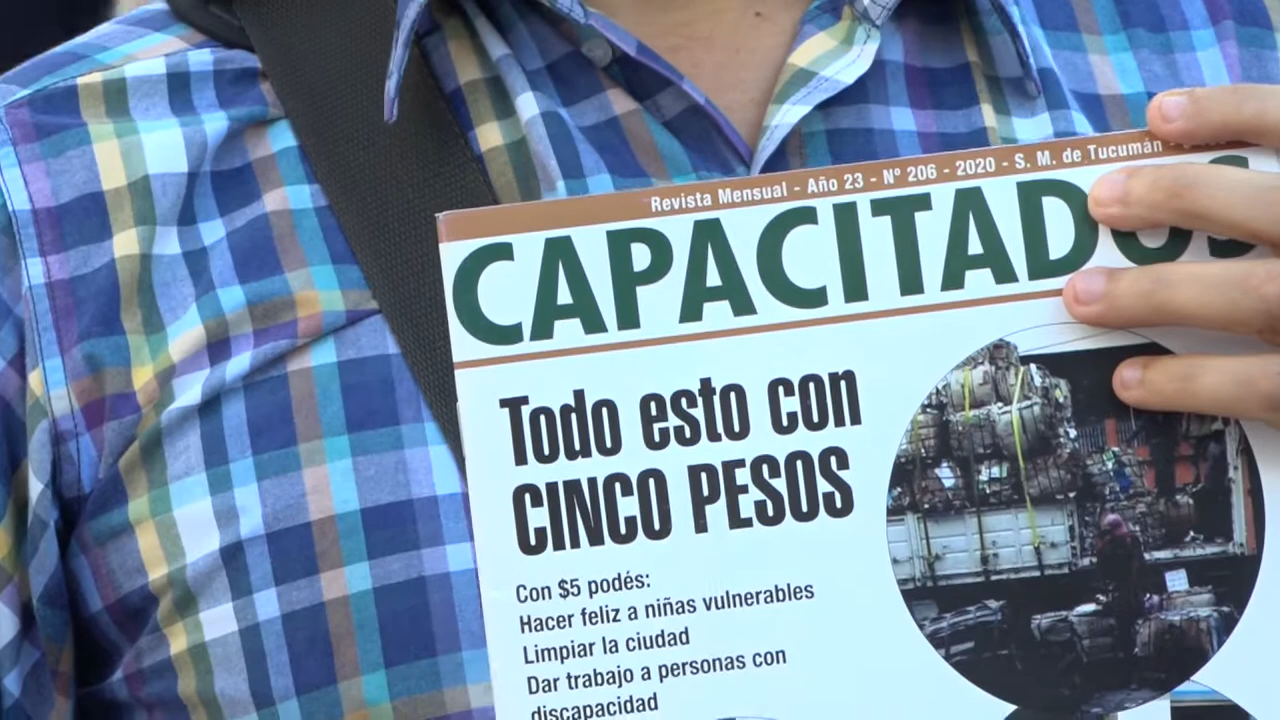 Revista Mensual - Año 23 - Nº 206 - 2020 - S. M. de Tucumán
CAPACITADOS
Todo esto con
CINCO PESOS
Con $5 podés:
Hacer feliz a niñas vulnerables
Limpiar la ciudad
Dar trabajo a personas con
discapacidad